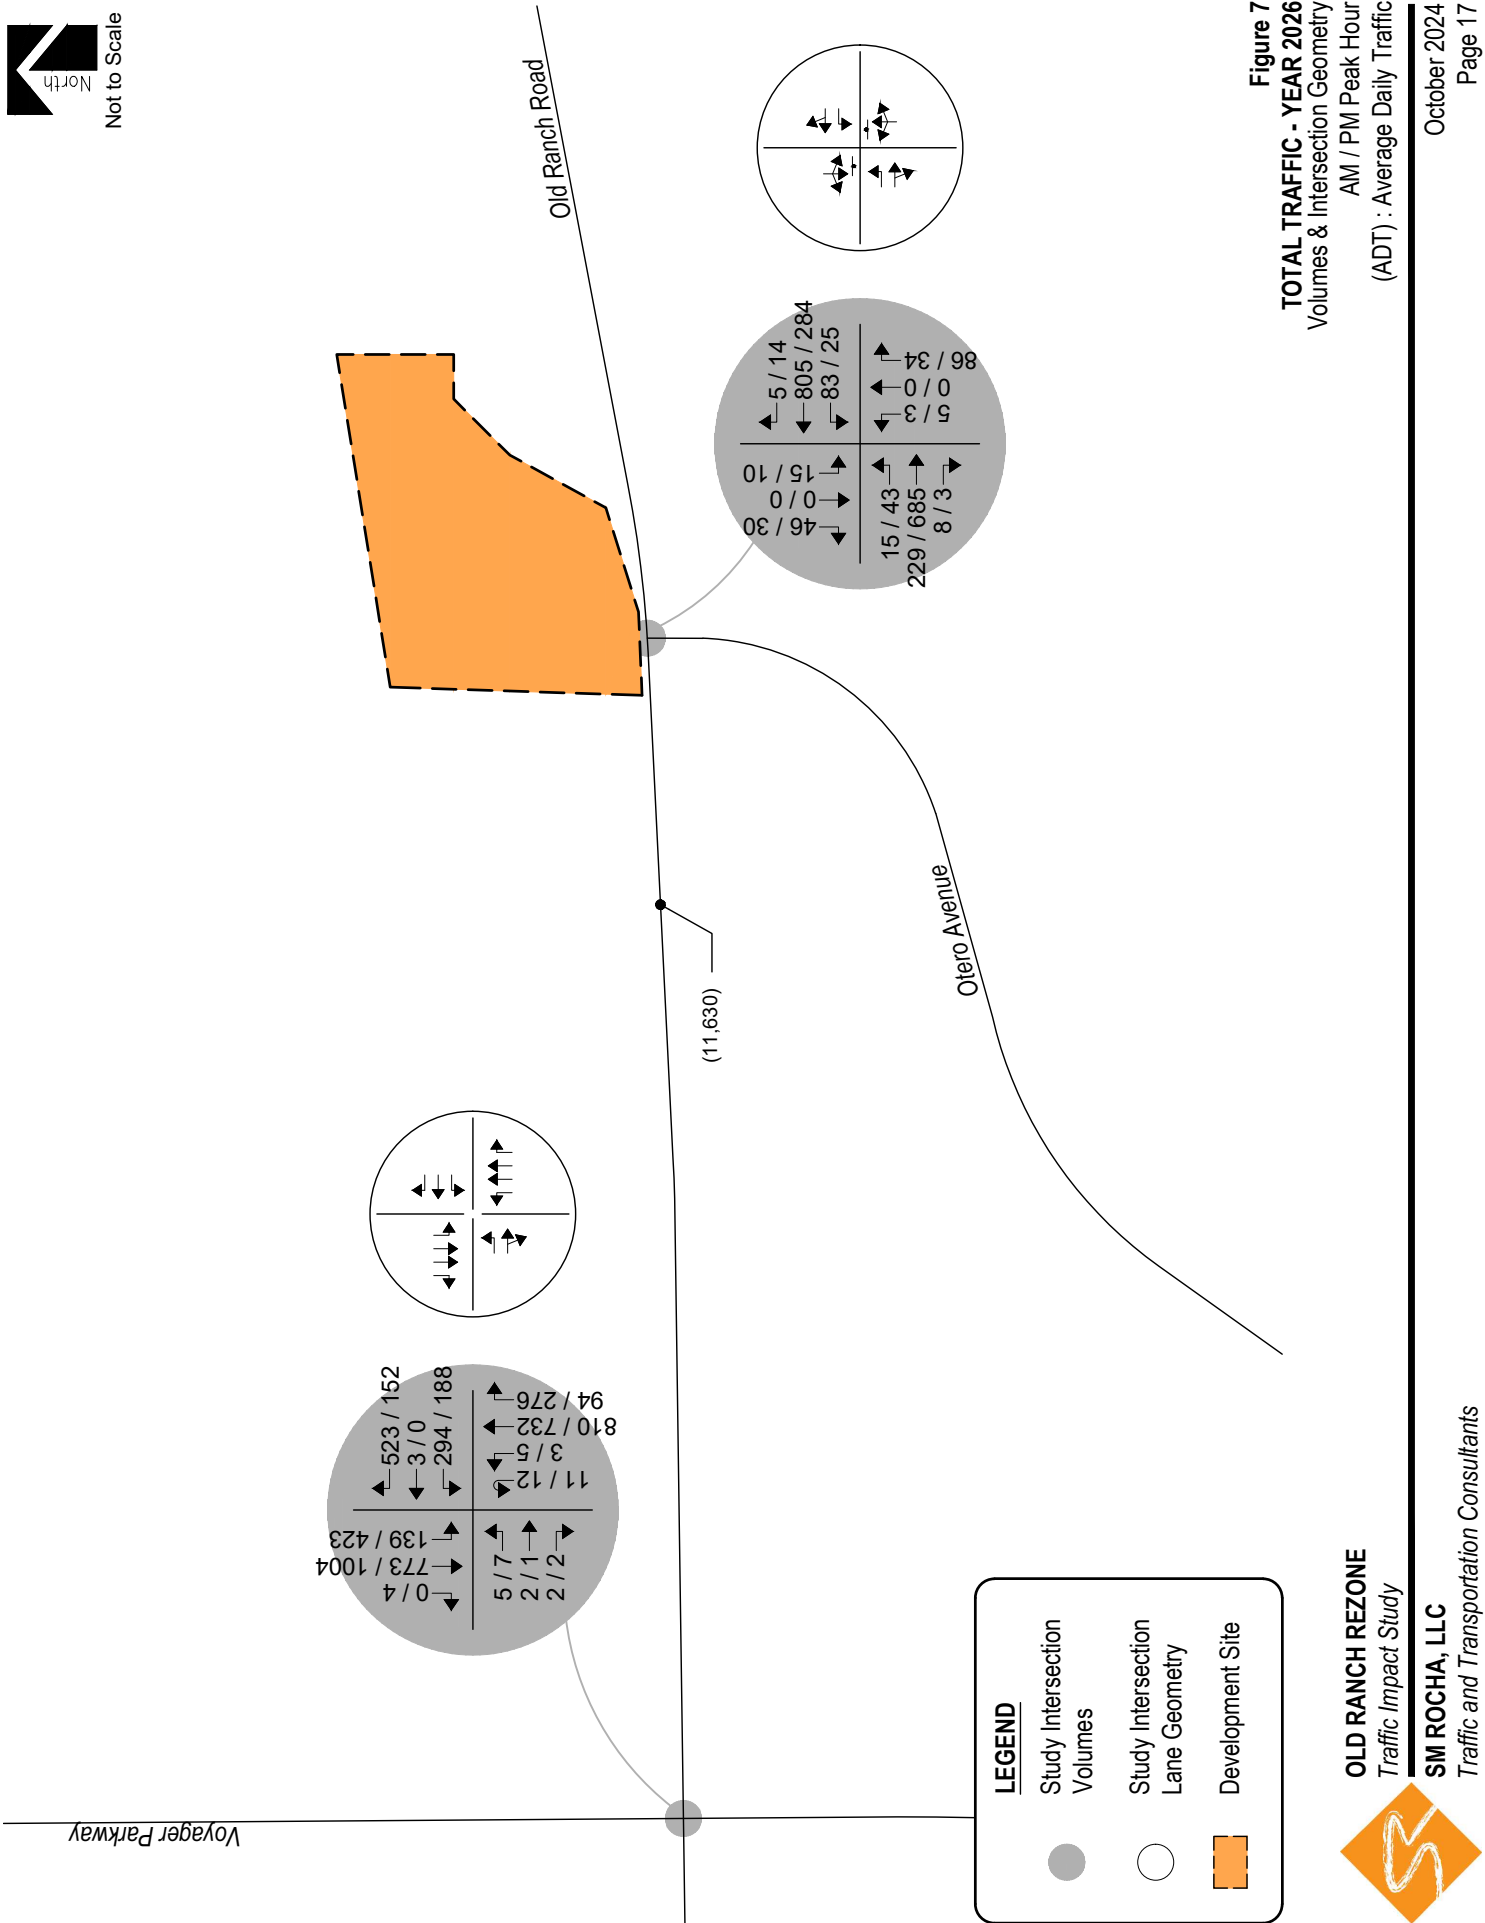 North
Not to Scale
Figure 7
TOTAL TRAFFIC - YEAR 2026
Volumes & Intersection Geometry
AM / PM Peak Hour
(ADT) : Average Daily Traffic
Old Ranch Road
Voyager Parkway
Otero Avenue
(11,630)
523 / 152
3 / 0
294 / 188
139 / 423
773 / 1004
0 / 4
5 / 7
2 / 1
2 / 2
11 / 12
3 / 5
810 / 732
94 / 276
5 / 14
805 / 284
83 / 25
15 / 10
0 / 0
46 / 30
15 / 43
229 / 685
8 / 3
5 / 3
0 / 0
86 / 34
LEGEND
Study Intersection
Volumes
Study Intersection
Lane Geometry
Development Site
OLD RANCH REZONE
Traffic Impact Study
SM ROCHA, LLC
Traffic and Transportation Consultants
October 2024
Page 17